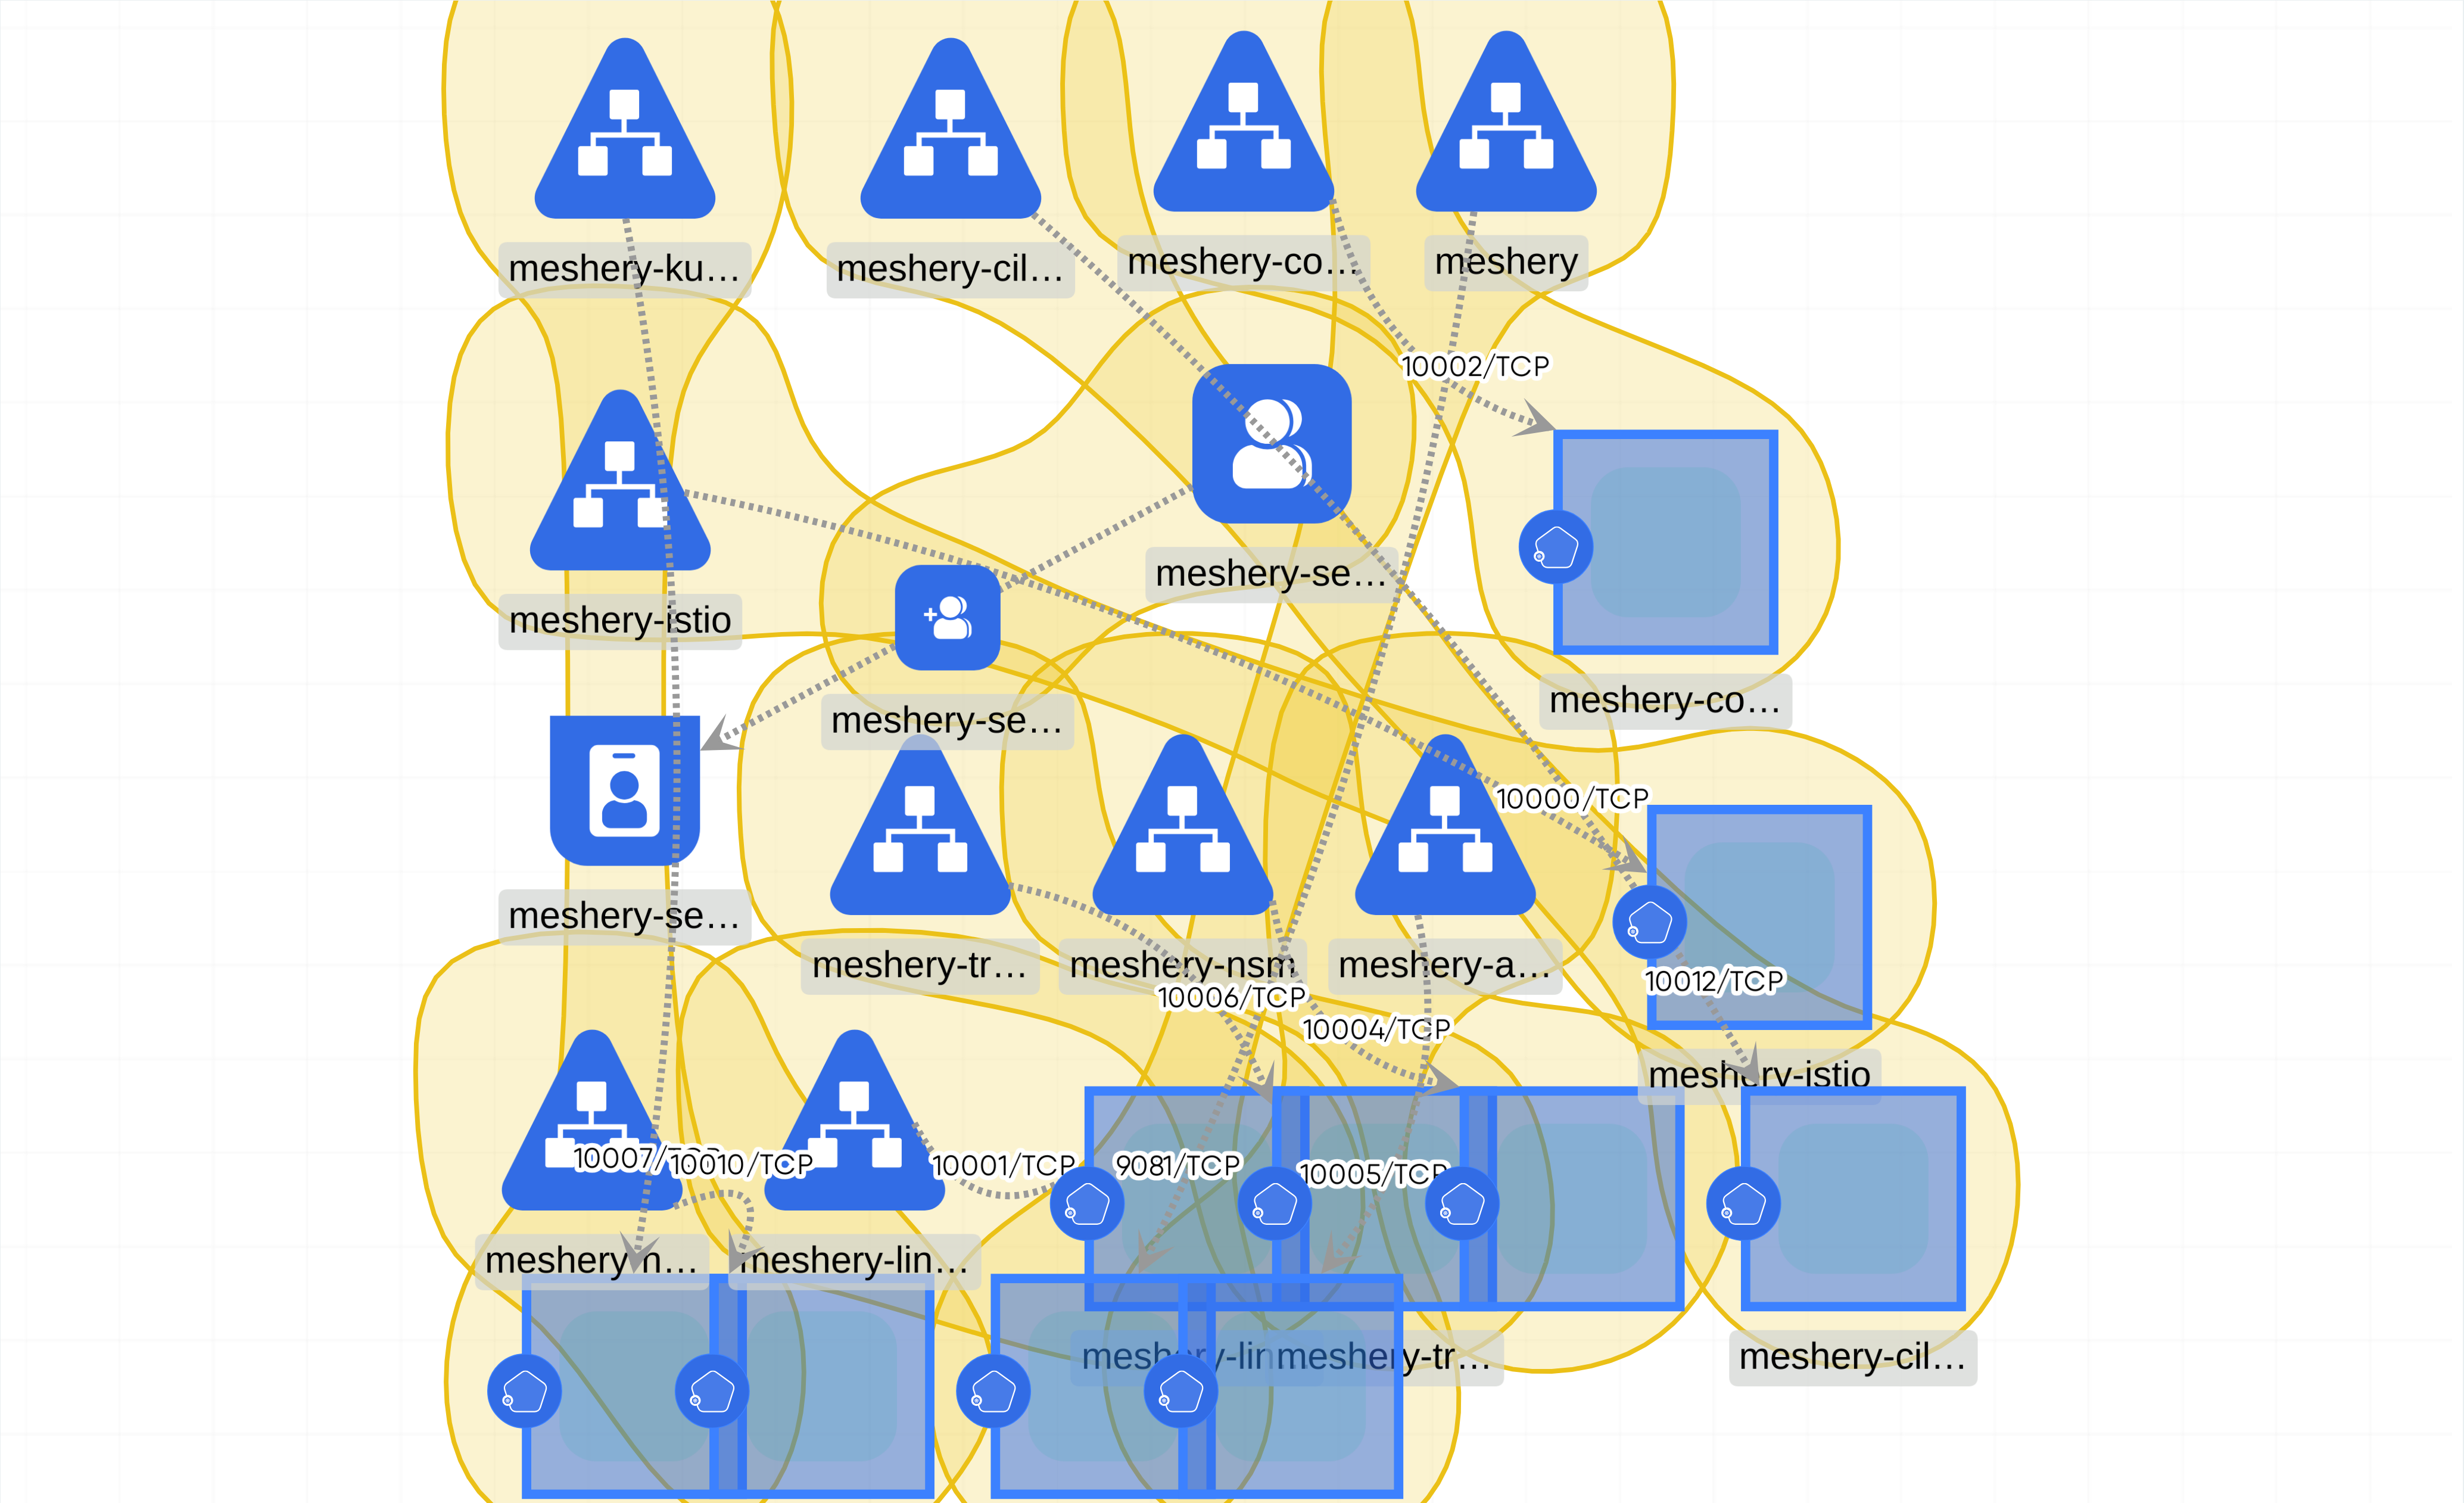 meshery-ku…
meshery-cil…
meshery-co…
meshery
10002/TCP
meshery-istio
meshery-se…
meshery-se…
meshery-co…
10000/TCP
meshery-se…
meshery-tr…
meshery-nsm
meshery-a…
10012/TCP
10006/TCP
10004/TCP
meshery-istio
10007/TCP
10010/TCP
10001/TCP
9081/TCP
10005/TCP
meshery-n…
meshery-lin…
meshery-lin
meshery-tr…
meshery-cil…